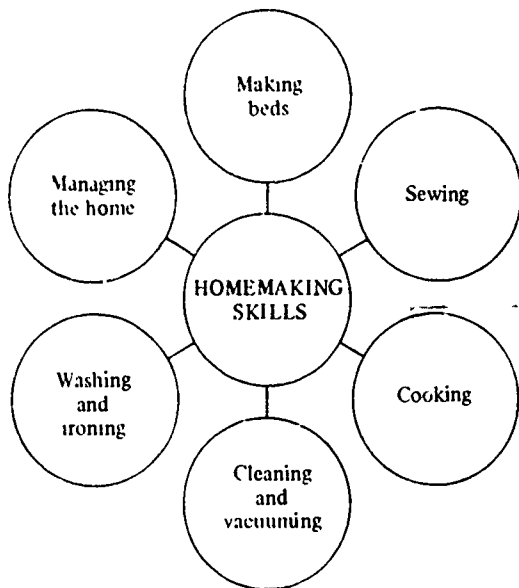 Making
beds
Sewing
Cooking
Cleaning
and
vacuuming
Washing
and
ironing
Managing
the home
HOMEMAKING
SKILLS